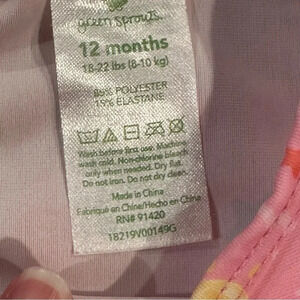 green sprouts.
12 months
18-22 lbs (8-10 kg)
85% POLYESTER
15% ELASTANE
Wash before first use. Machine
wash cold. Non-chlorine bleach
only when needed. Dry flat.
Do not iron. Do not dry clean.
Made in China
Fabriqué en Chine/Hecho en China
RN# 91420
18219V00149G